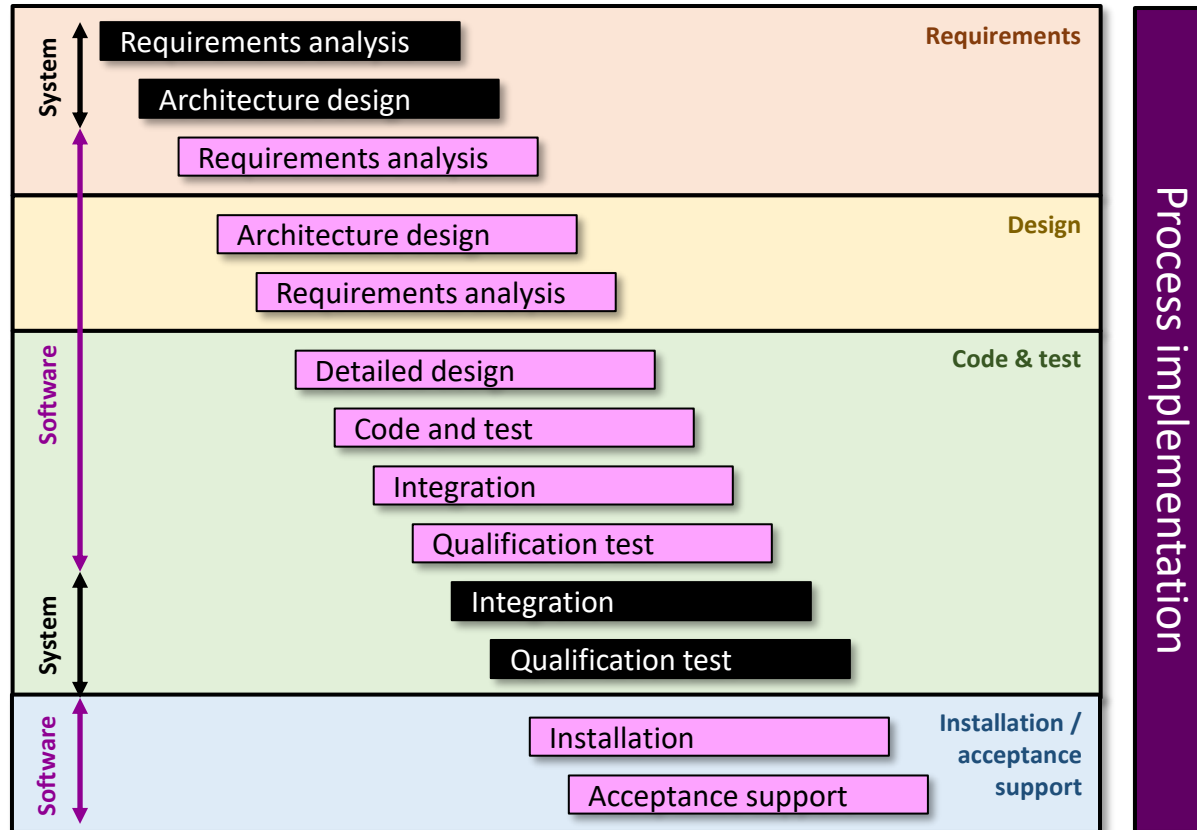 System
Requirements analysis
Requirements
Architecture design
Requirements analysis
Architecture design
Design
Requirements analysis
Software
Detailed design
Code & test
Code and test
Integration
Qualification test
System
Integration
Qualification test
Software
Installation
Installation /
acceptance
support
Acceptance support
Process implementation